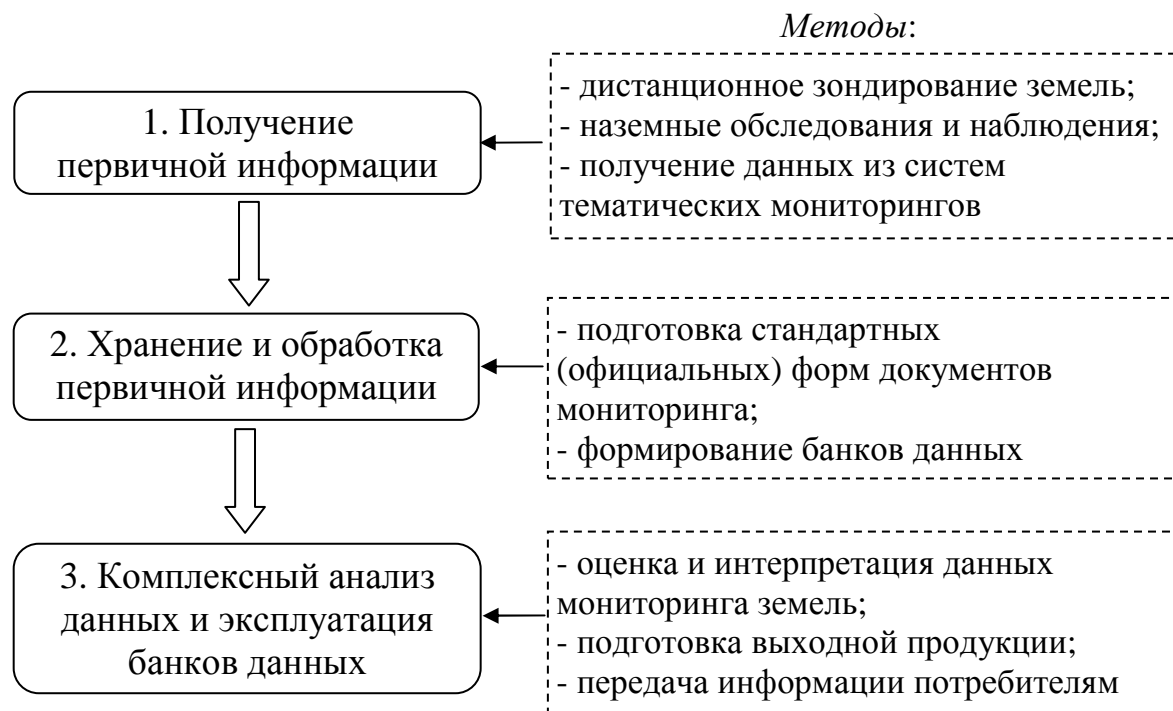 Методы:
1. Получение
первичной информации
- дистанционное зондирование земель;
- наземные обследования и наблюдения;
- получение данных из систем
тематических мониторингов
2. Хранение и обработка
первичной информации
- подготовка стандартных
(официальных) форм документов
мониторинга;
- формирование банков данных
3. Комплексный анализ
данных и эксплуатация
банков данных
- оценка и интерпретация данных
мониторинга земель;
- подготовка выходной продукции;
- передача информации потребителям